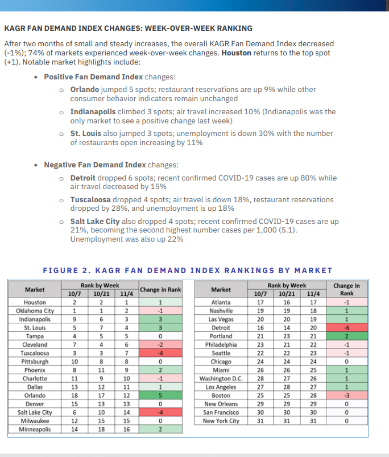 KAGR FAN DEMAND INDEX CHANGES: WEEK-OVER-WEEK RANKING
After two months of small and steady increases, the overall KAGR Fan Demand Index decreased
(-1%); 74% of markets experienced week-over-week changes. Houston returns to the top spot
(+1). Notable market highlights include:
• Positive Fan Demand Index changes:
o Orlando jumped 5 spots; restaurant reservations are up 9% while other
consumer behavior indicators remain unchanged
o Indianapolis climbed 3 spots; air travel increased 10% (Indianapolis was the
only market to see a positive change last week)
o St. Louis also jumped 3 spots; unemployment is down 30% with the number
of restaurants open increasing by 11%
• Negative Fan Demand Index changes:
o Detroit dropped 6 spots; recent confirmed COVID-19 cases are up 80% while
air travel decreased by 15%
o Tuscaloosa dropped 4 spots; air travel is down 18%, restaurant reservations
dropped by 28%, and unemployment is up 18%
o Salt Lake City also dropped 4 spots; recent confirmed COVID-19 cases are up
21%, becoming the second highest number cases per 1,000 (5.1).
Unemployment was also up 22%
FIGURE 2. KAGR FAN DEMAND INDEX RANKINGS BY MARKET
Market Rank by Week Change in Rank
10/7 10/21 11/4
Houston 2 2 1 1
Oklahoma City 1 1 2 -1
Indianapolis 9 6 3 3
St. Louis 5 7 4 3
Tampa 4 5 5 0
Cleveland 7 4 6 -2
Tuscaloosa 3 3 7 -4
Pittsburgh 10 8 8 0
Phoenix 8 11 9 2
Charlotte 11 9 10 -1
Dallas 13 12 11 1
Orlando 18 17 12 5
Denver 15 13 13 0
Salt Lake City 6 10 14 -4
Milwaukee 12 15 15 0
Minneapolis 14 18 16 2
Market Rank by Week Change in Rank
10/7 10/21 11/4
Atlanta 17 16 17 -1
Nashville 19 19 18 1
Las Vegas 20 20 19 1
Detroit 16 14 20 -6
Portland 21 23 21 2
Philadelphia 23 21 22 -1
Seattle 22 22 23 -1
Chicago 24 24 24 0
Miami 26 26 25 1
Washington D.C. 28 27 26 1
Los Angeles 27 28 27 1
Boston 25 25 28 -3
New Orleans 29 29 29 0
San Francisco 30 30 30 0
New York City 31 31 31 0